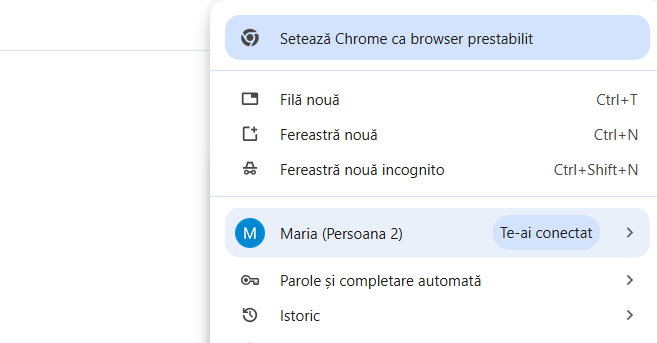 Setează Chrome ca browser prestabilit
Filă nouă Ctrl+T
Fereastră nouă Ctrl+N
Fereastră nouă incognito Ctrl+Shift+N
M Maria (Persoana 2) Te-ai conectat
Parole și completare automată
Istoric